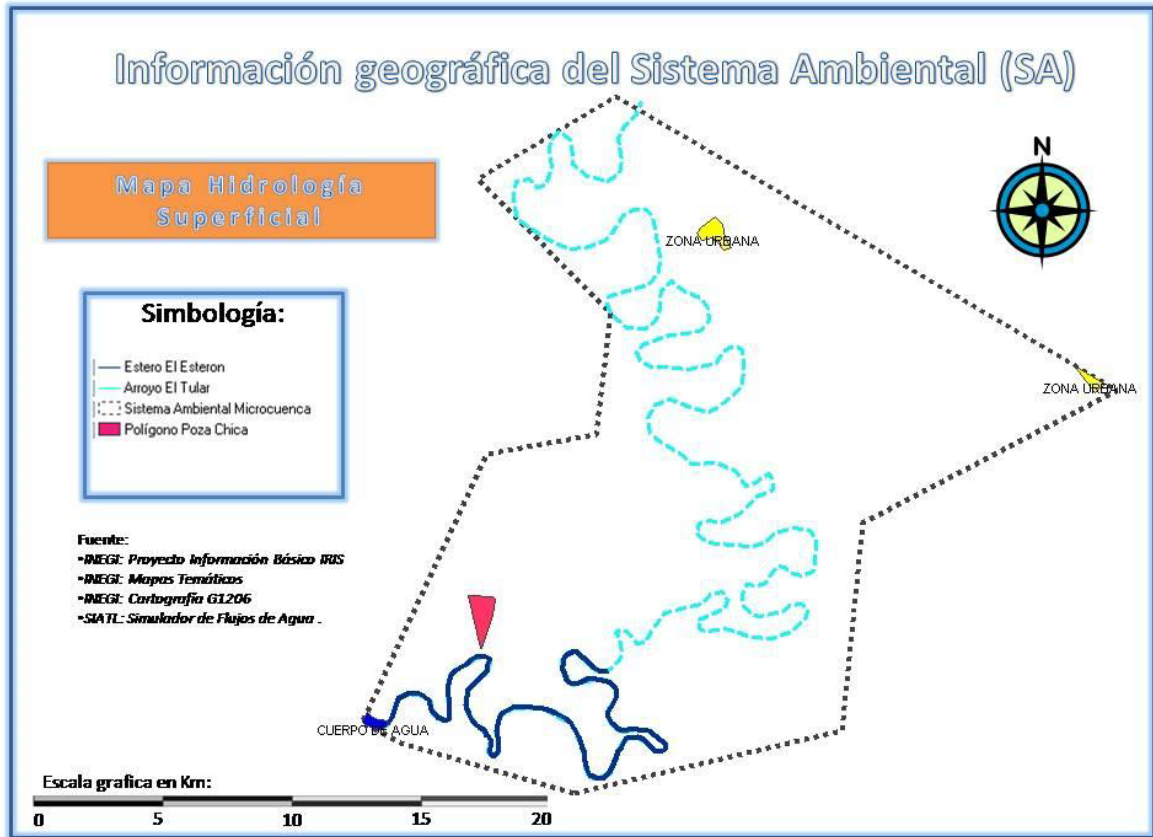 Información geográfica del Sistema Ambiental (SA)
Mapa Hidrología
Superficial
N
ZONA URBANA
ZONA URBANA
Simbología:
Estero El Esteron
Arroyo El Tular
Sistema Ambiental Microcuenca
Polígono Poza Chica
Fuente:
•INEGI: Proyecto Información Básico IRIS
•INEGI: Mapas Temáticos
•INEGI: Cartografía G1206
•SIATL: Simulador de Flujos de Agua .
CUERPO DE AGUA
Escala grafica en Km:
0 5 10 15 20